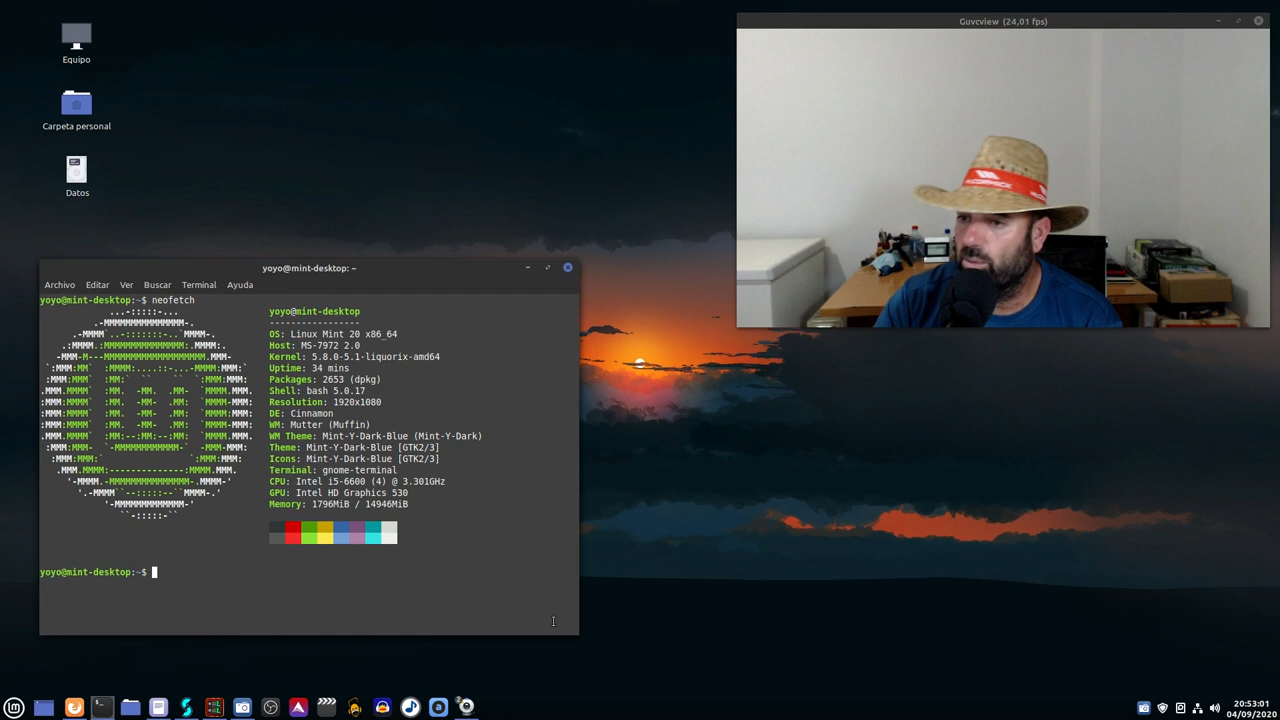 Equipo
Carpeta personal
Datos
Guvcview (24,01 fps)
McCORMICK
yoyo@mint-desktop: ~
Archivo Editar Ver Buscar Terminal Ayuda
yoyo@mint-desktop:~$ neofetch
yoyo@mint-desktop
-----------------
OS: Linux Mint 20 x86_64
Host: MS-7972 2.0
Kernel: 5.8.0-5.1-liquorix-amd64
Uptime: 34 mins
Packages: 2653 (dpkg)
Shell: bash 5.0.17
Resolution: 1920x1080
DE: Cinnamon
WM: Mutter (Muffin)
WM Theme: Mint-Y-Dark-Blue (Mint-Y-Dark)
Theme: Mint-Y-Dark-Blue [GTK2/3]
Icons: Mint-Y-Dark-Blue [GTK2/3]
Terminal: gnome-terminal
CPU: Intel i5-6600 (4) @ 3.301GHz
GPU: Intel HD Graphics 530
Memory: 1796MiB / 14946MiB
yoyo@mint-desktop:~$
20:53:01
04/09/2020